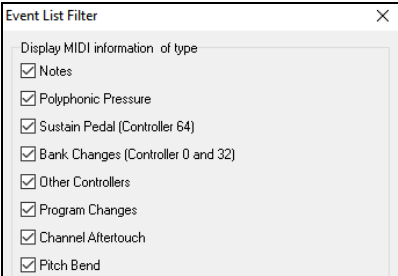 Event List Filter
Display MIDI information of type
Notes
Polyphonic Pressure
Sustain Pedal (Controller 64)
Bank Changes (Controller 0 and 32)
Other Controllers
Program Changes
Channel Aftertouch
Pitch Bend